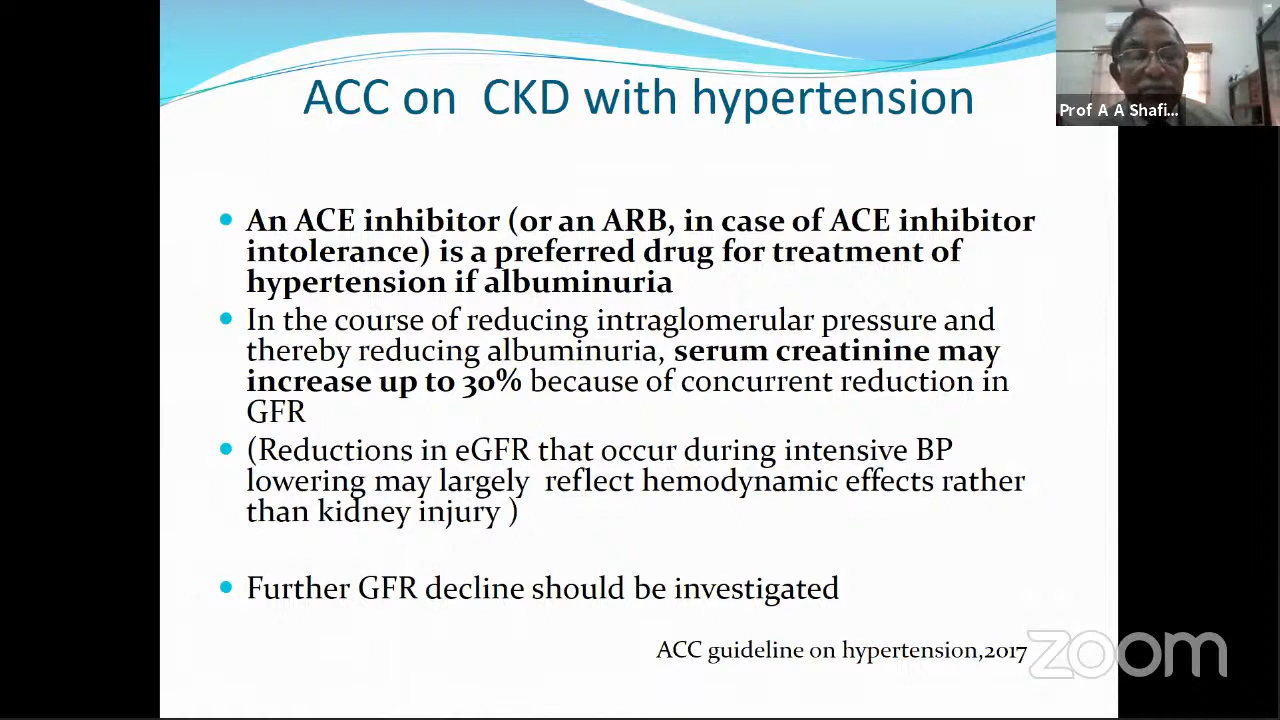 ACC on CKD with hypertension
Prof A A Shafi...
An ACE inhibitor (or an ARB, in case of ACE inhibitor
intolerance) is a preferred drug for treatment of
hypertension if albuminuria
In the course of reducing intraglomerular pressure and
thereby reducing albuminuria, serum creatinine may
increase up to 30% because of concurrent reduction in
GFR
(Reductions in eGFR that occur during intensive BP
lowering may largely reflect hemodynamic effects rather
than kidney injury )
Further GFR decline should be investigated
ACC guideline on hypertension,2017
zoom